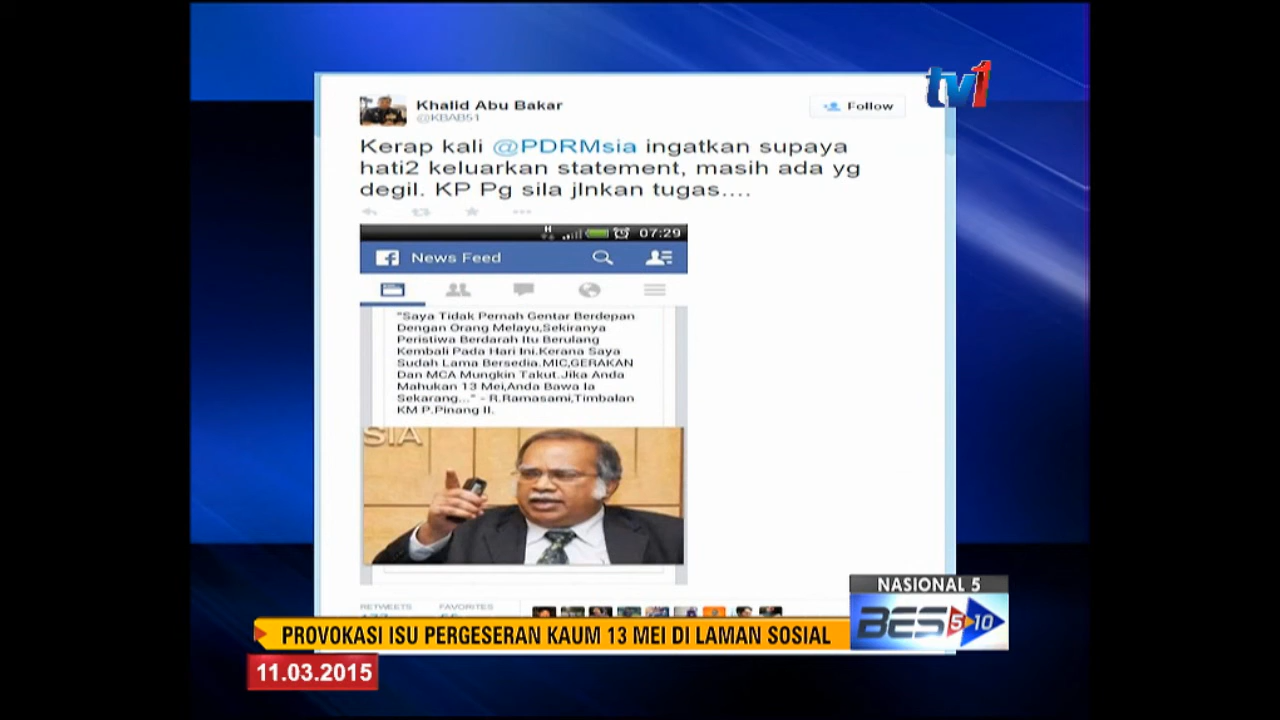 tv1
Khalid Abu Bakar
@KBAB51
Follow
Kerap kali @PDRMsia ingatkan supaya
hati2 keluarkan statement, masih ada yg
degil. KP Pg sila jlnkan tugas....
H
07:29
News Feed
"Saya Tidak Pernah Gentar Berdepan
Dengan Orang Melayu,Sekiranya
Peristiwa Berdarah Itu Berulang
Kembali Pada Hari Ini.Kerana Saya
Sudah Lama Bersedia.MIC,GERAKAN
Dan MCA Mungkin Takut.Jika Anda
Mahukan 13 Mei,Anda Bawa Ia
Sekarang..." - R.Ramasami,Timbalan
KM P.Pinang II.
SIA
RETWEETS FAVORITES
NASIONAL 5
BES 5 10
PROVOKASI ISU PERGESERAN KAUM 13 MEI DI LAMAN SOSIAL
11.03.2015